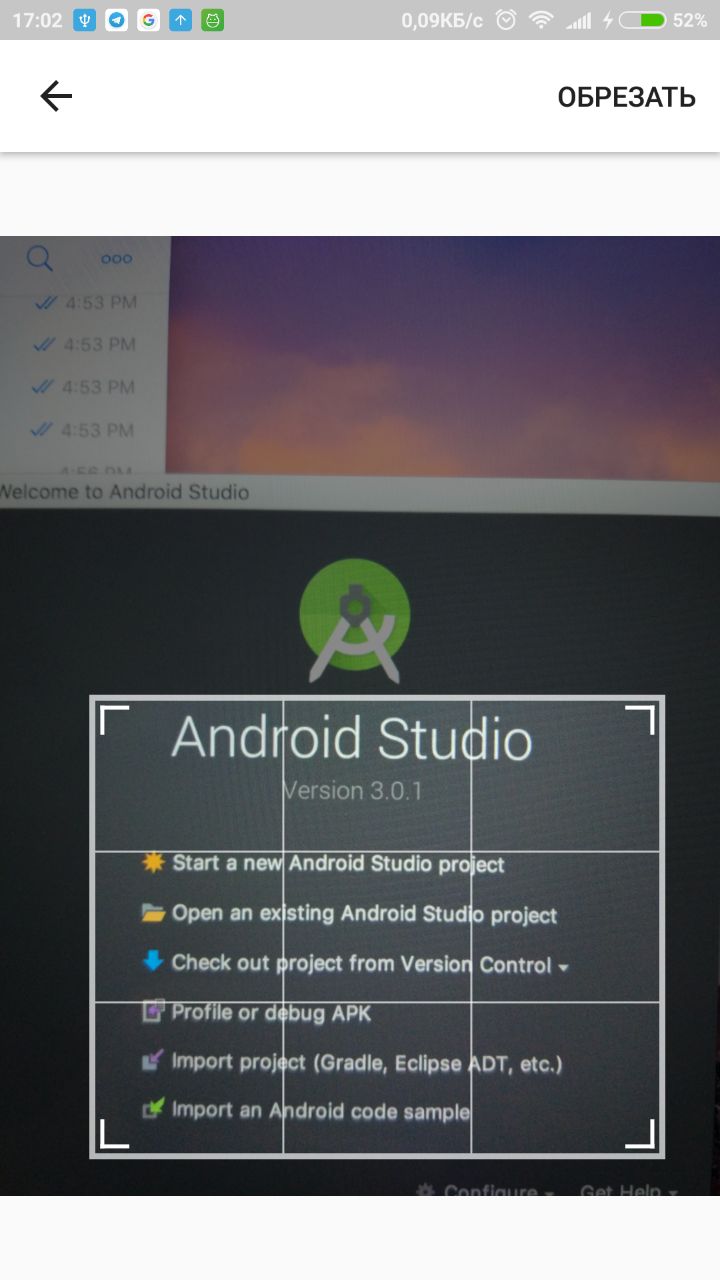 17:02
0,09КБ/с
52%
ОБРЕЗАТЬ
4:53 PM
4:53 PM
4:53 PM
4:53 PM
4:56 PM
Welcome to Android Studio
Android Studio
Version 3.0.1
Start a new Android Studio project
Open an existing Android Studio project
Check out project from Version Control
Profile or debug APK
Import project (Gradle, Eclipse ADT, etc.)
Import an Android code sample
Configure
Get Help